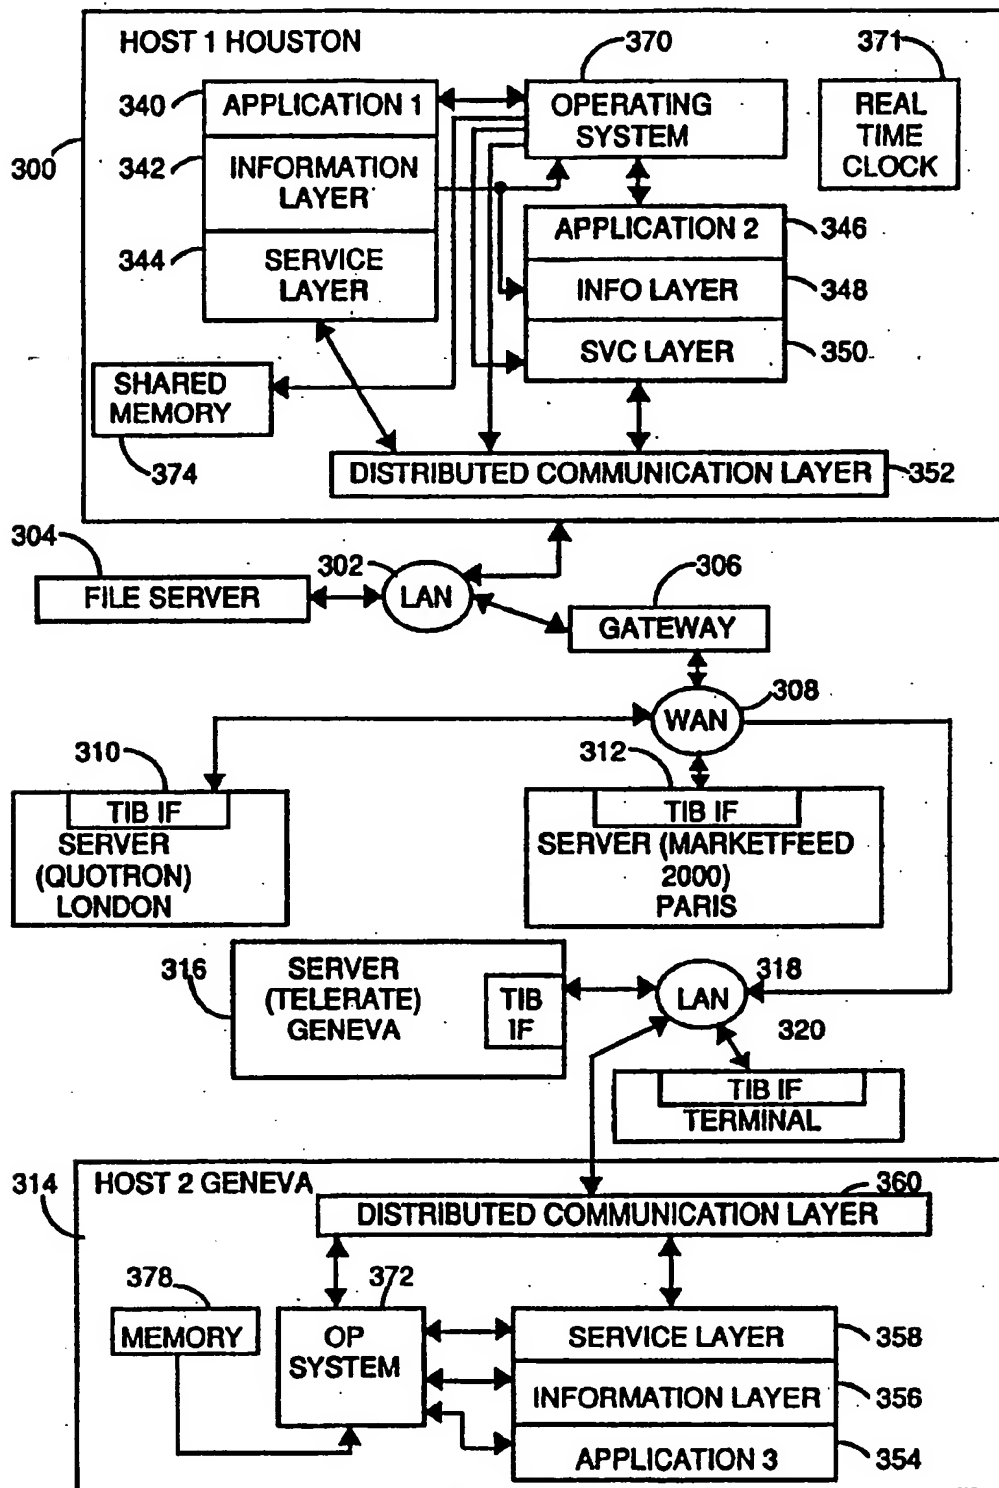 HOST 1 HOUSTON
370
371
340
APPLICATION 1
OPERATING
SYSTEM
REAL
TIME
CLOCK
300
342
INFORMATION
LAYER
344
SERVICE
LAYER
APPLICATION 2
346
INFO LAYER
348
SVC LAYER
350
SHARED
MEMORY
374
DISTRIBUTED COMMUNICATION LAYER
352
304
302
306
FILE SERVER
LAN
GATEWAY
308
WAN
310
312
TIB IF
SERVER
(QUOTRON)
LONDON
TIB IF
SERVER (MARKETFEED
2000)
PARIS
316
SERVER
(TELERATE)
GENEVA
TIB
IF
LAN
318
320
TIB IF
TERMINAL
314
HOST 2 GENEVA
360
DISTRIBUTED COMMUNICATION LAYER
378
372
MEMORY
OP
SYSTEM
SERVICE LAYER
358
INFORMATION LAYER
356
APPLICATION 3
354